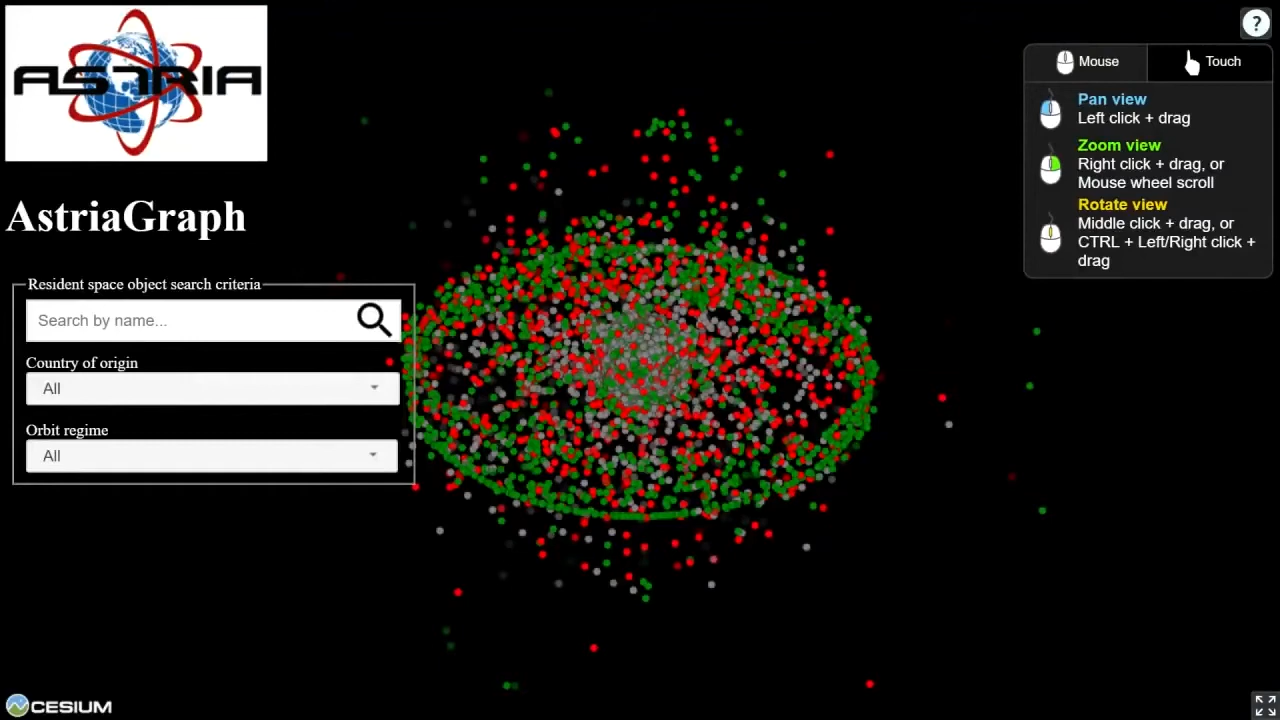 ASTRIA
AstriaGraph
Resident space object search criteria
Search by name...
Country of origin
All
Orbit regime
All
?
Mouse
Touch
Pan view
Left click + drag
Zoom view
Right click + drag, or
Mouse wheel scroll
Rotate view
Middle click + drag, or
CTRL + Left/Right click +
drag
CESIUM